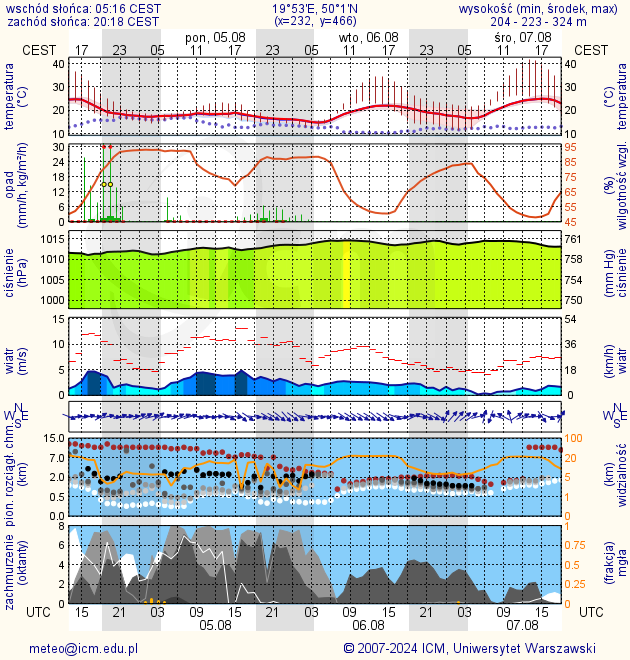 wschód słońca: 05:16 CEST 19°53'E, 50°1'N wysokość (min, środek, max)
zachód słońca: 20:18 CEST (x=232, y=466) 204 - 223 - 324 m
pon, 05.08 wto, 06.08 śro, 07.08
CEST 17 23 05 11 17 23 05 11 17 23 05 11 17 CEST
temperatura (°C)
40 40
30 30
20 20
10 10
temperatura (°C)
opad (mm/h, kg/m²/h)
30 95
24 85
18 75
12 65
6 55
0 45
(%) wilgotność wzgl.
ciśnienie (hPa)
1015 761
1010 758
1005 754
1000 750
(mm Hg) ciśnienie
wiatr (m/s)
15 54
10 36
5 18
0 0
(km/h) wiatr
N N
W E W E
S S
pion. rozciągł. chm. (km)
15.0 100
7.0 20
2.0 5
0.5 1
0.0 0
(km) widzialność
zachmurzenie (oktanty)
8 1
6 0.75
4 0.5
2 0.25
0 0
(frakcja) mgła
UTC 15 21 03 09 15 21 03 09 15 21 03 09 15 UTC
05.08 06.08 07.08
meteo@icm.edu.pl © 2007-2024 ICM, Uniwersytet Warszawski